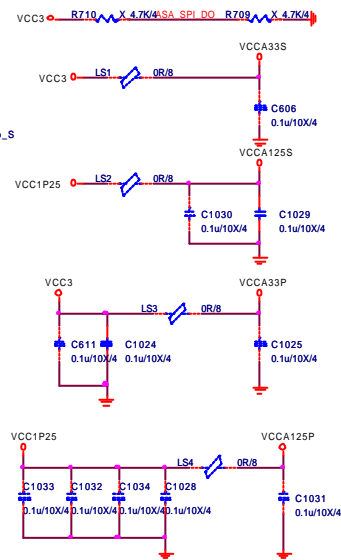 VCC3 R710 X_4.7K/4 ASA_SPI_DO R709 X_4.7K/4
VCCA33S
VCC3 LS1 0R/8
C606
0.1u/10X/4
_S
VCCA125S
VCC1P25 LS2 0R/8
C1030 C1029
0.1u/10X/4 0.1u/10X/4
VCC3 VCCA33P
LS3 0R/8
C611 C1024 C1025
0.1u/10X/4 0.1u/10X/4 0.1u/10X/4
VCC1P25 VCCA125P
LS4 0R/8
C1033 C1032 C1034 C1028 C1031
0.1u/10X/4 0.1u/10X/4 0.1u/10X/4 0.1u/10X/4 0.1u/10X/4